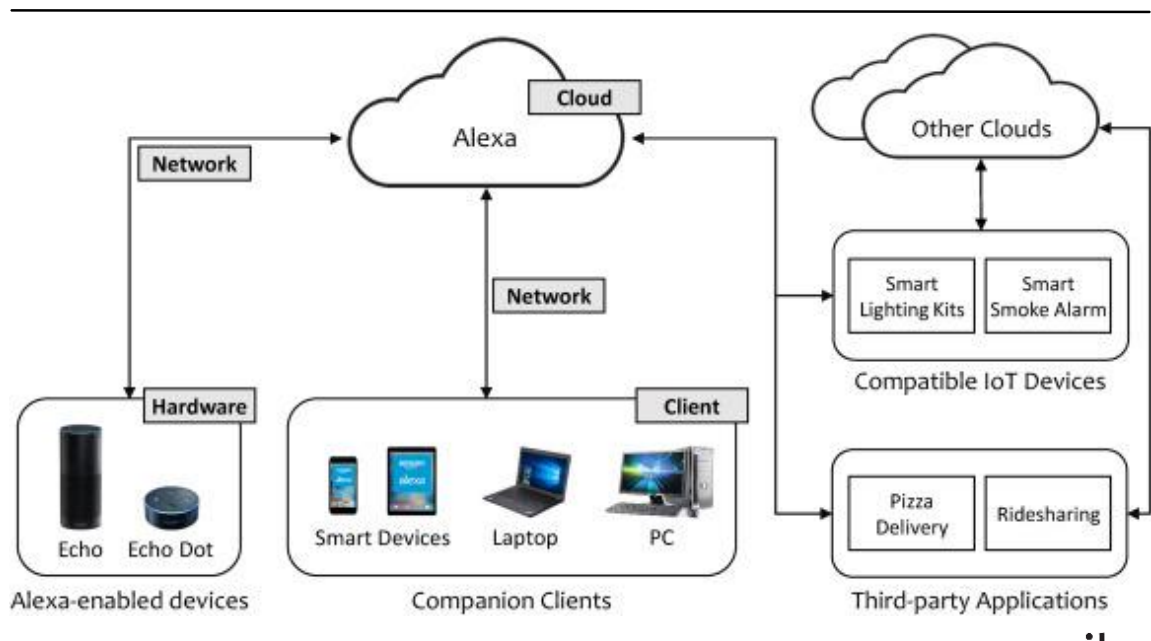 Cloud
Alexa
Other Clouds
Network
Network
Smart
Lighting Kits
Smart
Smoke Alarm
Compatible IoT Devices
Hardware
Echo
Echo Dot
Alexa-enabled devices
Client
Smart Devices
Laptop
PC
Companion Clients
Pizza
Delivery
Ridesharing
Third-party Applications